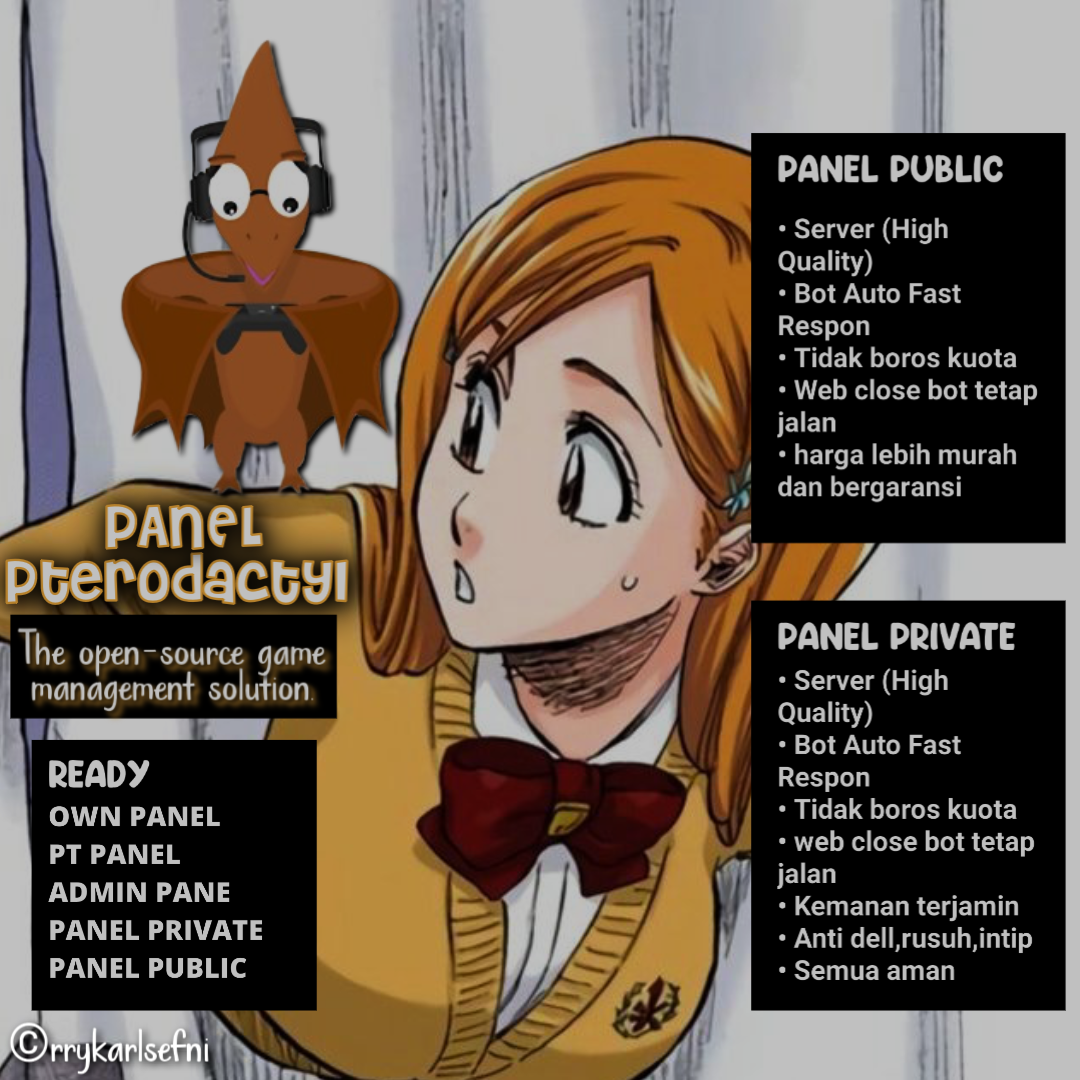 PANEL
Pterodactyl
The open-source game
management solution.
READY
OWN PANEL
PT PANEL
ADMIN PANE
PANEL PRIVATE
PANEL PUBLIC
©rrykarlsefni
PANEL PUBLIC
• Server (High
Quality)
• Bot Auto Fast
Respon
• Tidak boros kuota
• Web close bot tetap
jalan
• harga lebih murah
dan bergaransi
PANEL PRIVATE
• Server (High
Quality)
• Bot Auto Fast
Respon
• Tidak boros kuota
• web close bot tetap
jalan
• Kemanan terjamin
• Anti dell,rusuh,intip
• Semua aman